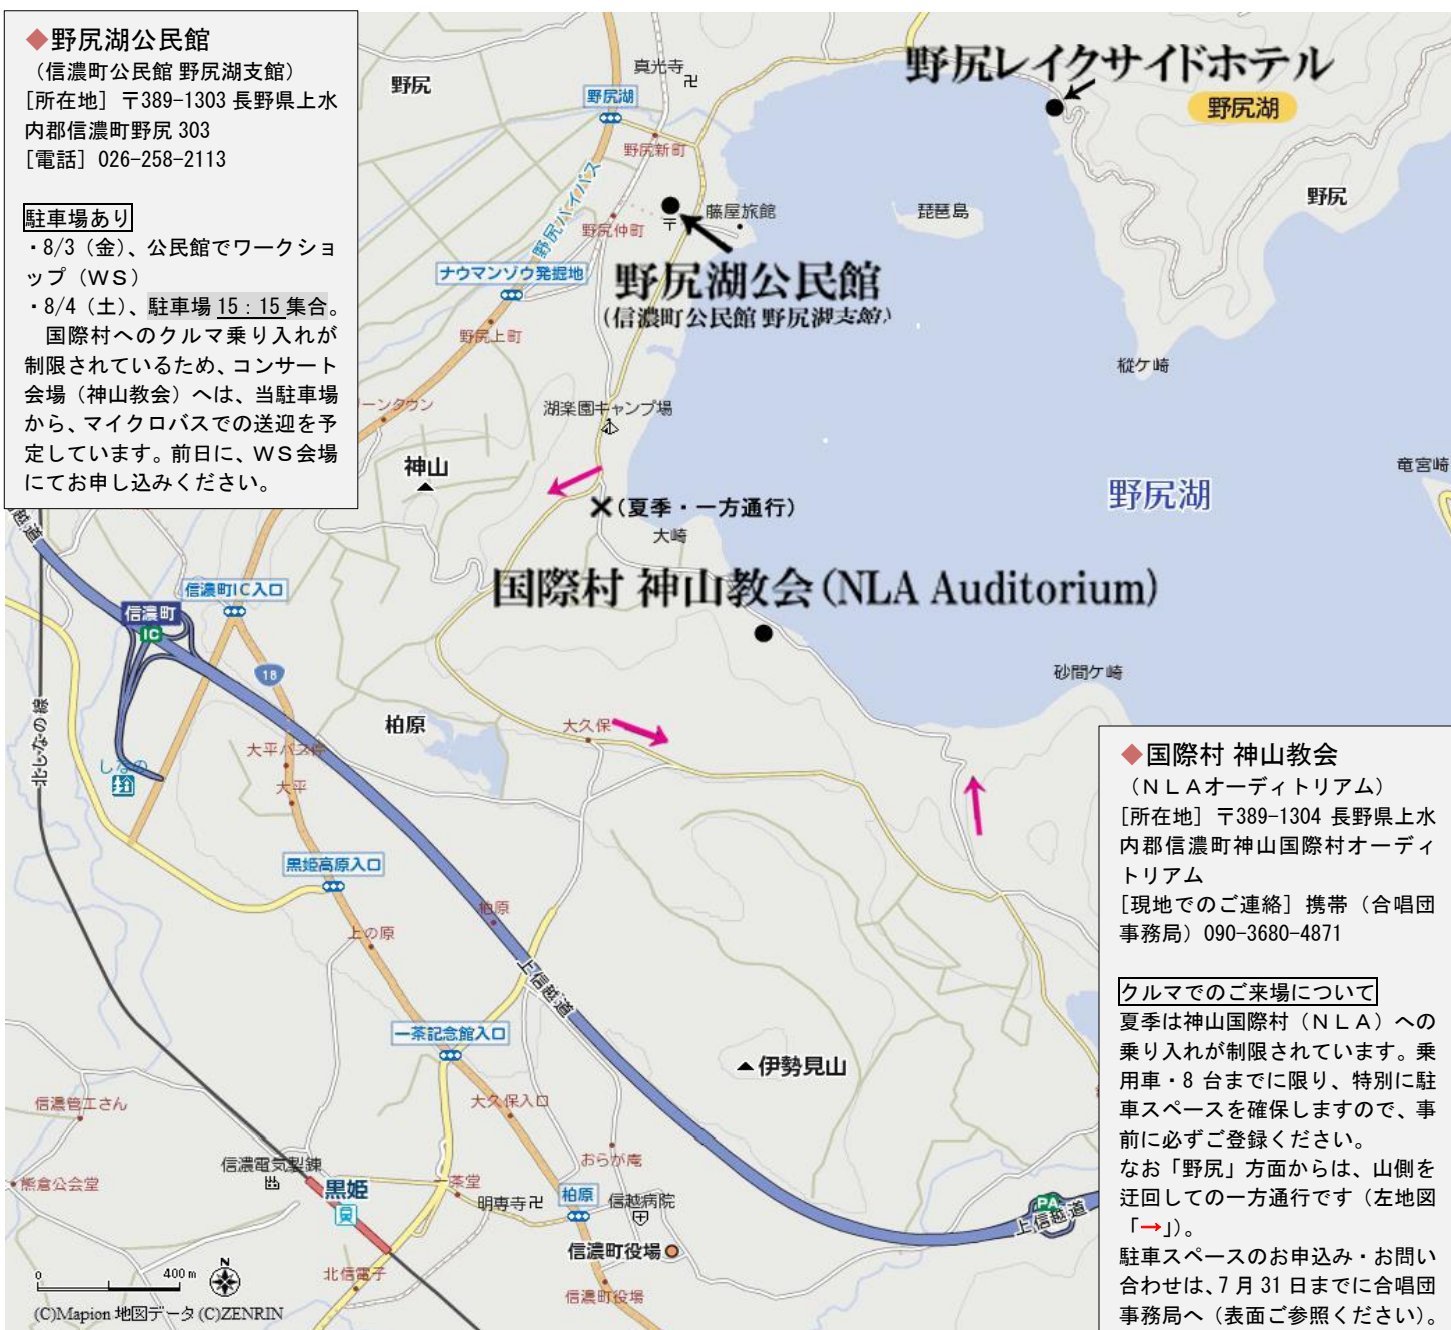 ◆野尻湖公民館
（信濃町公民館 野尻湖支館）
[所在地] 〒389-1303 長野県上水
内郡信濃町野尻 303
[電話] 026-258-2113
駐車場あり
・8/3（金）、公民館でワークショ
ップ（ＷＳ）
・8/4（土）、駐車場 15：15 集合。
国際村へのクルマ乗り入れが
制限されているため、コンサート
会場（神山教会）へは、当駐車場
から、マイクロバスでの送迎を予
定しています。前日に、ＷＳ会場
にてお申し込みください。
野尻
真光寺
野尻湖
野尻新町
野尻バイパス
野尻仲町
〒
藤屋旅館
琵琶島
野尻レイクサイドホテル
野尻湖
野尻
ナウマンゾウ発掘地
野尻湖公民館
(信濃町公民館 野尻湖支館)
野尻上町
樅ケ崎
ーンタウン
湖楽園キャンプ場
神山
竜宮崎
野尻湖
×(夏季・一方通行)
大崎
国際村 神山教会(NLA Auditorium)
越道
信濃町IC入口
信濃町
IC
18
砂間ケ崎
北しなの線
柏原
大久保
大平バス停
しなの
大平
黒姫高原入口
柏原
上の原
上信越道
一茶記念館入口
伊勢見山
信濃管工さん
大久保入口
信濃電気製錬
おらが庵
熊倉公会堂
黒姫
一茶堂
明専寺
柏原
信越病院
PA
上信越道
信濃町役場
北信電子
信濃町役場
0 400m
N
(C)Mapion 地図データ(C)ZENRIN
◆国際村 神山教会
（ＮＬＡオーディトリアム）
[所在地] 〒389-1304 長野県上水
内郡信濃町神山国際村オーディ
トリアム
[現地でのご連絡] 携帯（合唱団
事務局）090-3680-4871
クルマでのご来場について
夏季は神山国際村（ＮＬＡ）への
乗り入れが制限されています。乗
用車・8 台までに限り、特別に駐
車スペースを確保しますので、事
前に必ずご登録ください。
なお「野尻」方面からは、山側を
迂回しての一方通行です（左地図
「→」）。
駐車スペースのお申込み・お問い
合わせは、7 月 31 日までに合唱団
事務局へ（表面ご参照ください）。